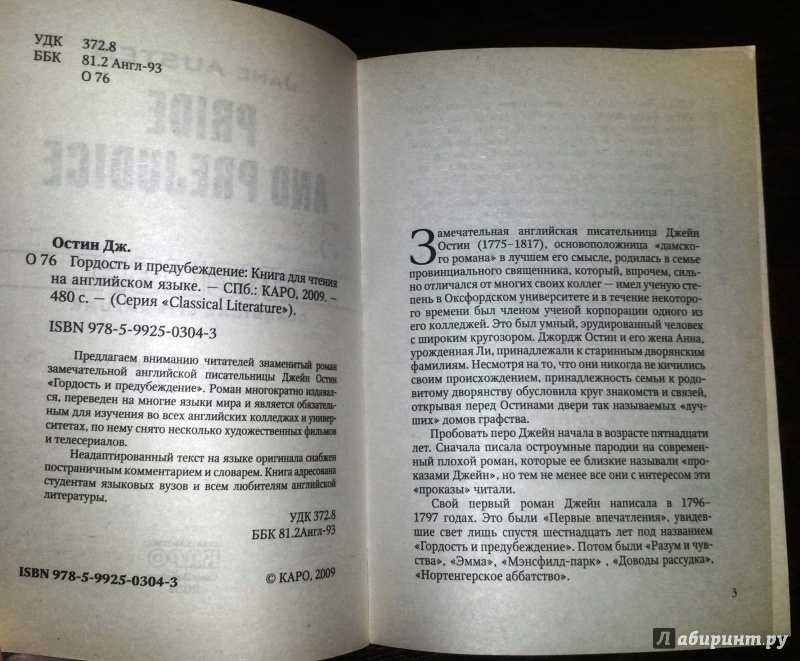 УДК 372.8
ББК 81.2 Англ-93
О 76
JANE AUSTE
PRIDE
AND PREJUDICE
Остин Дж.
О 76 Гордость и предубеждение: Книга для чтения
на английском языке. — СПб.: КАРО, 2009. –
480 с. — (Серия «Classical Literature»).
ISBN 978-5-9925-0304-3
Предлагаем вниманию читателей знаменитый роман
замечательной английской писательницы Джейн Остин
«Гордость и предубеждение». Роман многократно издавал-
ся, переведен на многие языки мира и является обязатель-
ным для изучения во всех английских колледжах и универ-
ситетах, по нему снято несколько художественных фильмов
и телесериалов.
Неадаптированный текст на языке оригинала снабжен
постраничным комментарием и словарем. Книга адресована
студентам языковых вузов и всем любителям английской
литературы.
УДК 372.8
ББК 81.2Англ-93
КАРО
ISBN 978-5-9925-0304-3
© КАРО, 2009
Замечательная английская писательница Джейн
Остин (1775–1817), основоположница «дамско-
го романа» в лучшем его смысле, родилась в семье
провинциального священника, который, впрочем, силь-
но отличался от многих своих коллег — имел ученую сте-
пень в Оксфордском университете и в течение некоторо-
го времени был членом ученой корпорации одного из
его колледжей. Это был умный, эрудированный человек
с широким кругозором. Джордж Остин и его жена Анна,
урожденная Ли, принадлежали к старинным дворянским
фамилиям. Несмотря на то, что они никогда не кичились
своим происхождением, принадлежность семьи к родо-
витому дворянству обусловила круг знакомств и связей,
открывая перед Остинами двери так называемых «луч-
ших» домов графства.
Пробовать перо Джейн начала в возрасте пятнадцати
лет. Сначала писала остроумные пародии на современ-
ный плохой роман, которые ее близкие называли «про-
казами Джейн», но тем не менее все они с интересом эти
«проказы» читали.
Свой первый роман Джейн написала в 1796–
1797 годах. Это были «Первые впечатления», увидев-
шие свет лишь спустя шестнадцать лет под названием
«Гордость и предубеждение». Потом были «Разум и чув-
ства», «Эмма», «Мэнсфилд-парк» , «Доводы рассудка»,
«Нортенгерское аббатство».
3
Лабиринт.ру